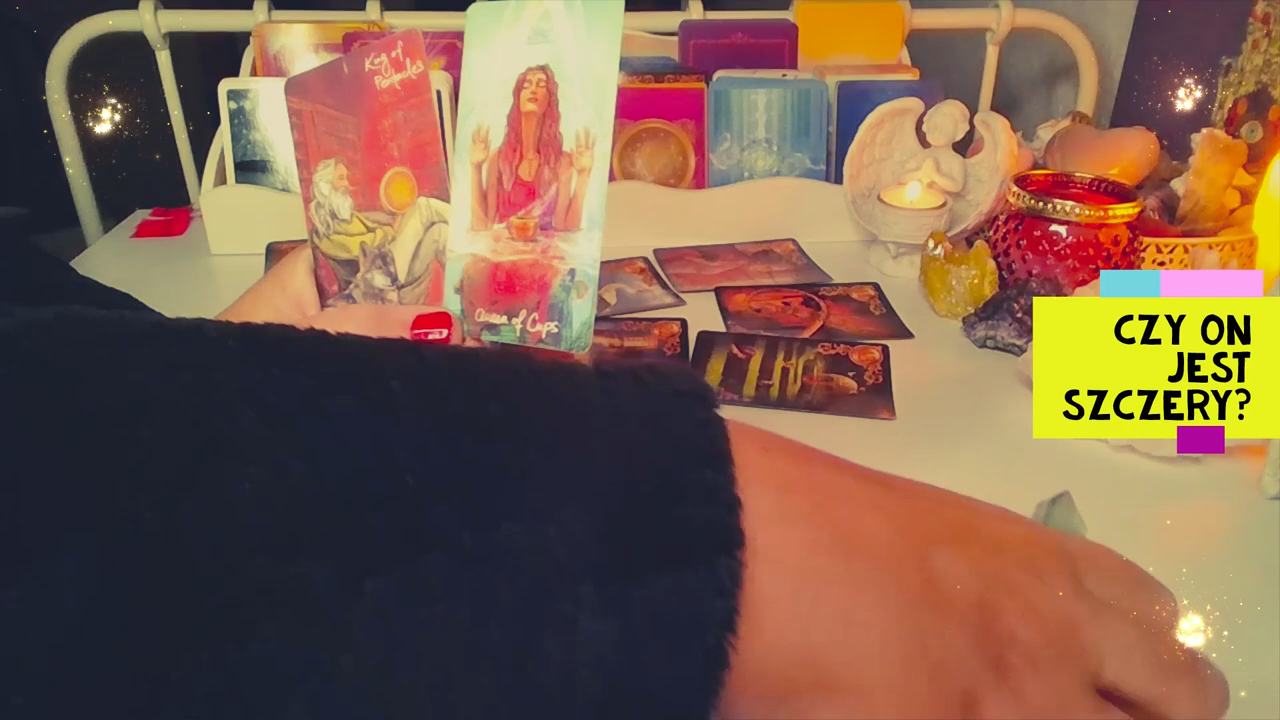 King of
Pentacles
Queen of Cups
CZY ON
JEST
SZCZERY?